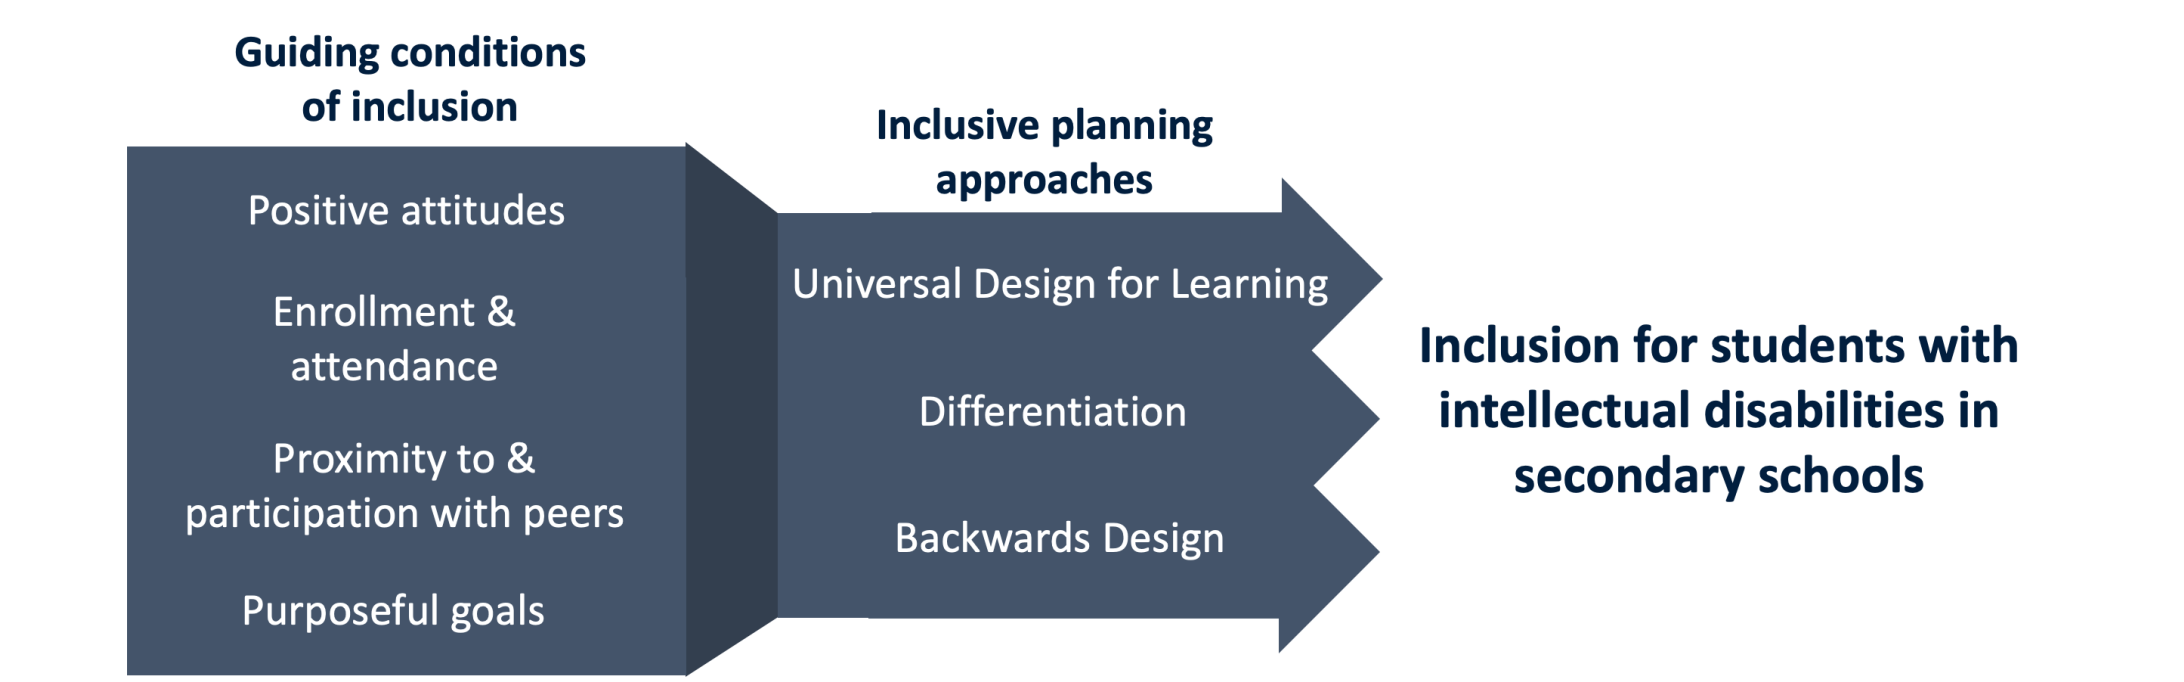 Guiding conditions
of inclusion
Positive attitudes
Enrollment &
attendance
Proximity to &
participation with peers
Purposeful goals
Inclusive planning
approaches
Universal Design for Learning
Differentiation
Backwards Design
Inclusion for students with
intellectual disabilities in
secondary schools